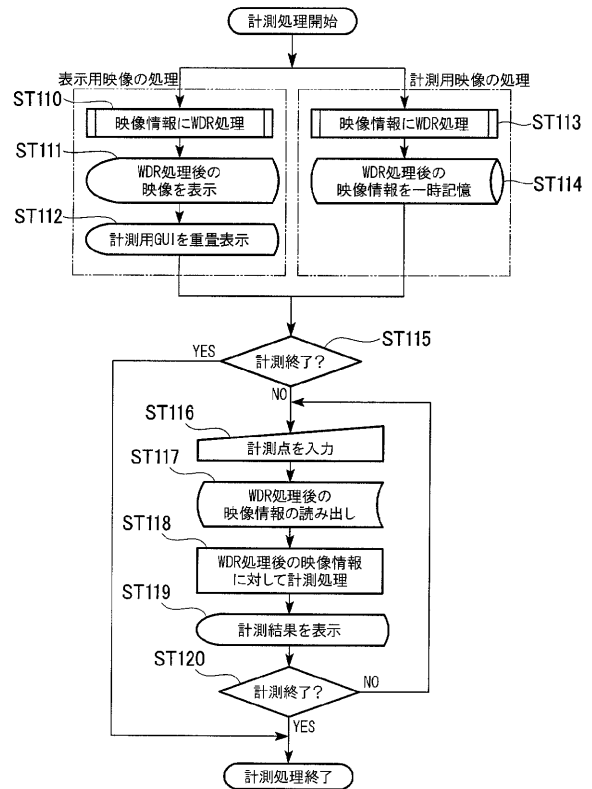 計測処理開始
表示用映像の処理
計測用映像の処理
ST110
映像情報にWDR処理
映像情報にWDR処理
ST113
ST111
WDR処理後の
映像を表示
WDR処理後の
映像情報を一時記憶
ST114
ST112
計測用GUIを重畳表示
ST115
YES
計測終了?
NO
ST116
計測点を入力
ST117
WDR処理後の
映像情報の読み出し
ST118
WDR処理後の映像情報
に対して計測処理
ST119
計測結果を表示
ST120
計測終了?
NO
YES
計測処理終了